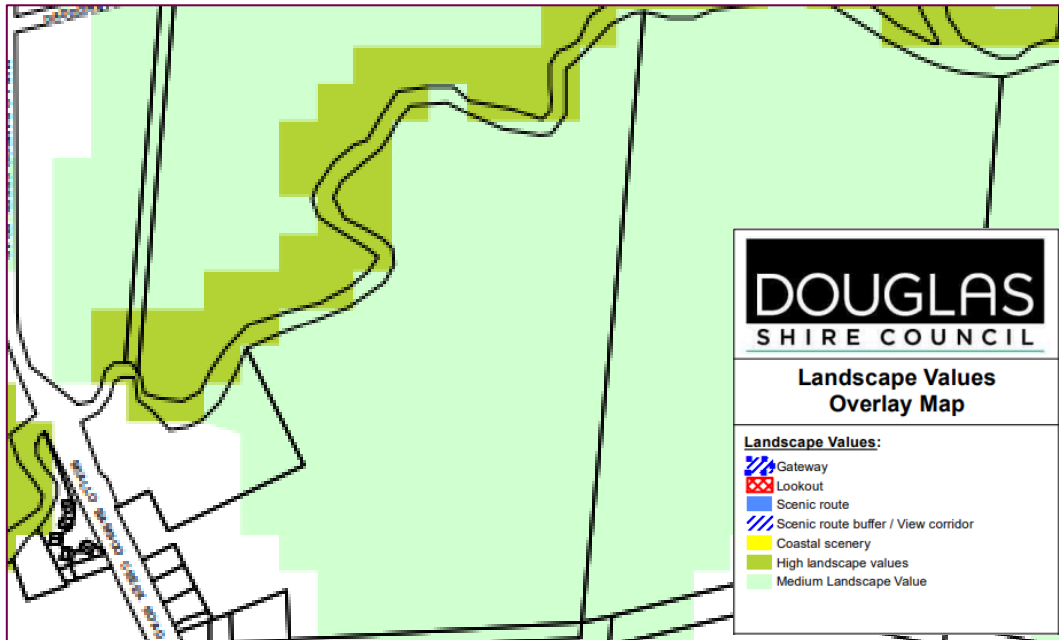 DOUGLAS
SHIRE COUNCIL
Landscape Values
Overlay Map
Landscape Values:
Gateway
Lookout
Scenic route
Scenic route buffer / View corridor
Coastal scenery
High landscape values
Medium Landscape Value